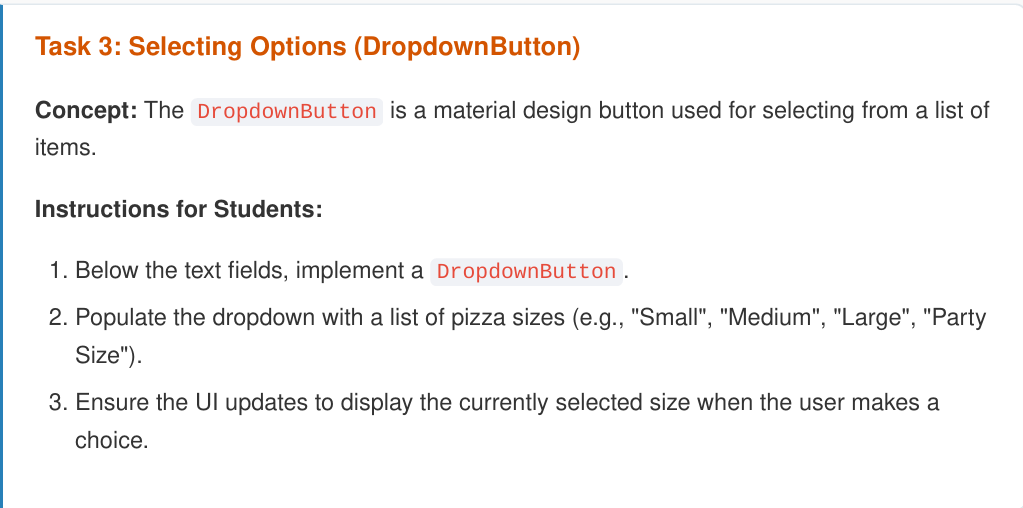 Task 3: Selecting Options (DropdownButton)
Concept: The DropdownButton is a material design button used for selecting from a list of
items.
Instructions for Students:
1. Below the text fields, implement a DropdownButton.
2. Populate the dropdown with a list of pizza sizes (e.g., "Small", "Medium", "Large", "Party
Size").
3. Ensure the UI updates to display the currently selected size when the user makes a
choice.